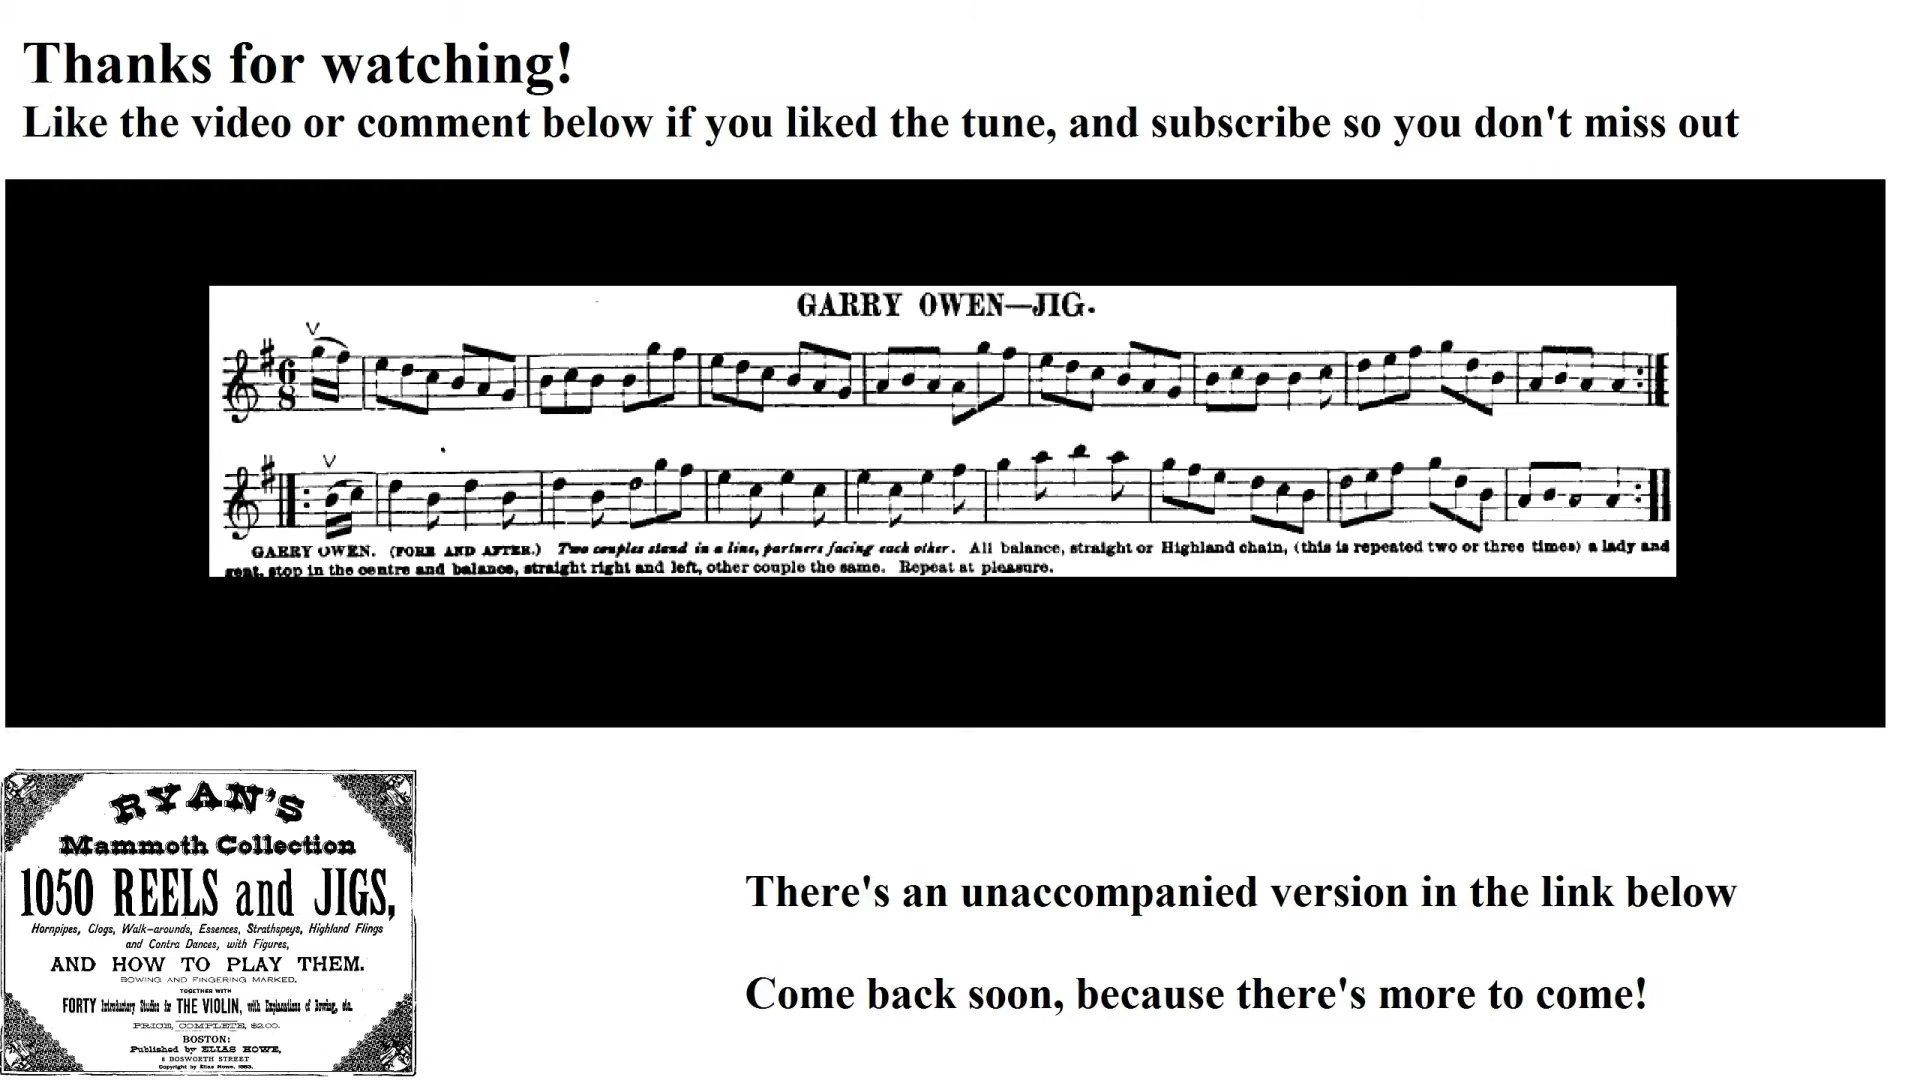 Thanks for watching!
Like the video or comment below if you liked the tune, and subscribe so you don't miss out
GARRY OWEN—JIG.
6
8
GARRY OWEN. (FORE AND AFTER.) Two couples stand in a line, partners facing each other. All balance, straight or Highland chain, (this is repeated two or three times) a lady and
gent. stop in the centre and balance, straight right and left, other couple the same. Repeat at pleasure.
RYAN'S
Mammoth Collection
1050 REELS and JIGS,
Hornpipes, Clogs, Walk-arounds, Essences, Strathspeys, Highland Flings
and Contra Dances, with Figures,
AND HOW TO PLAY THEM.
BOWING AND FINGERING MARKED.
TOGETHER WITH
FORTY Introductory Studies for THE VIOLIN, with Explanations of Bowing, etc.
PRICE, COMPLETE, $2.00.
BOSTON:
Published by ELIAS HOWE,
BOSWORTH STREET
Copyright by Elias Howe, 1883.
There's an unaccompanied version in the link below
Come back soon, because there's more to come!